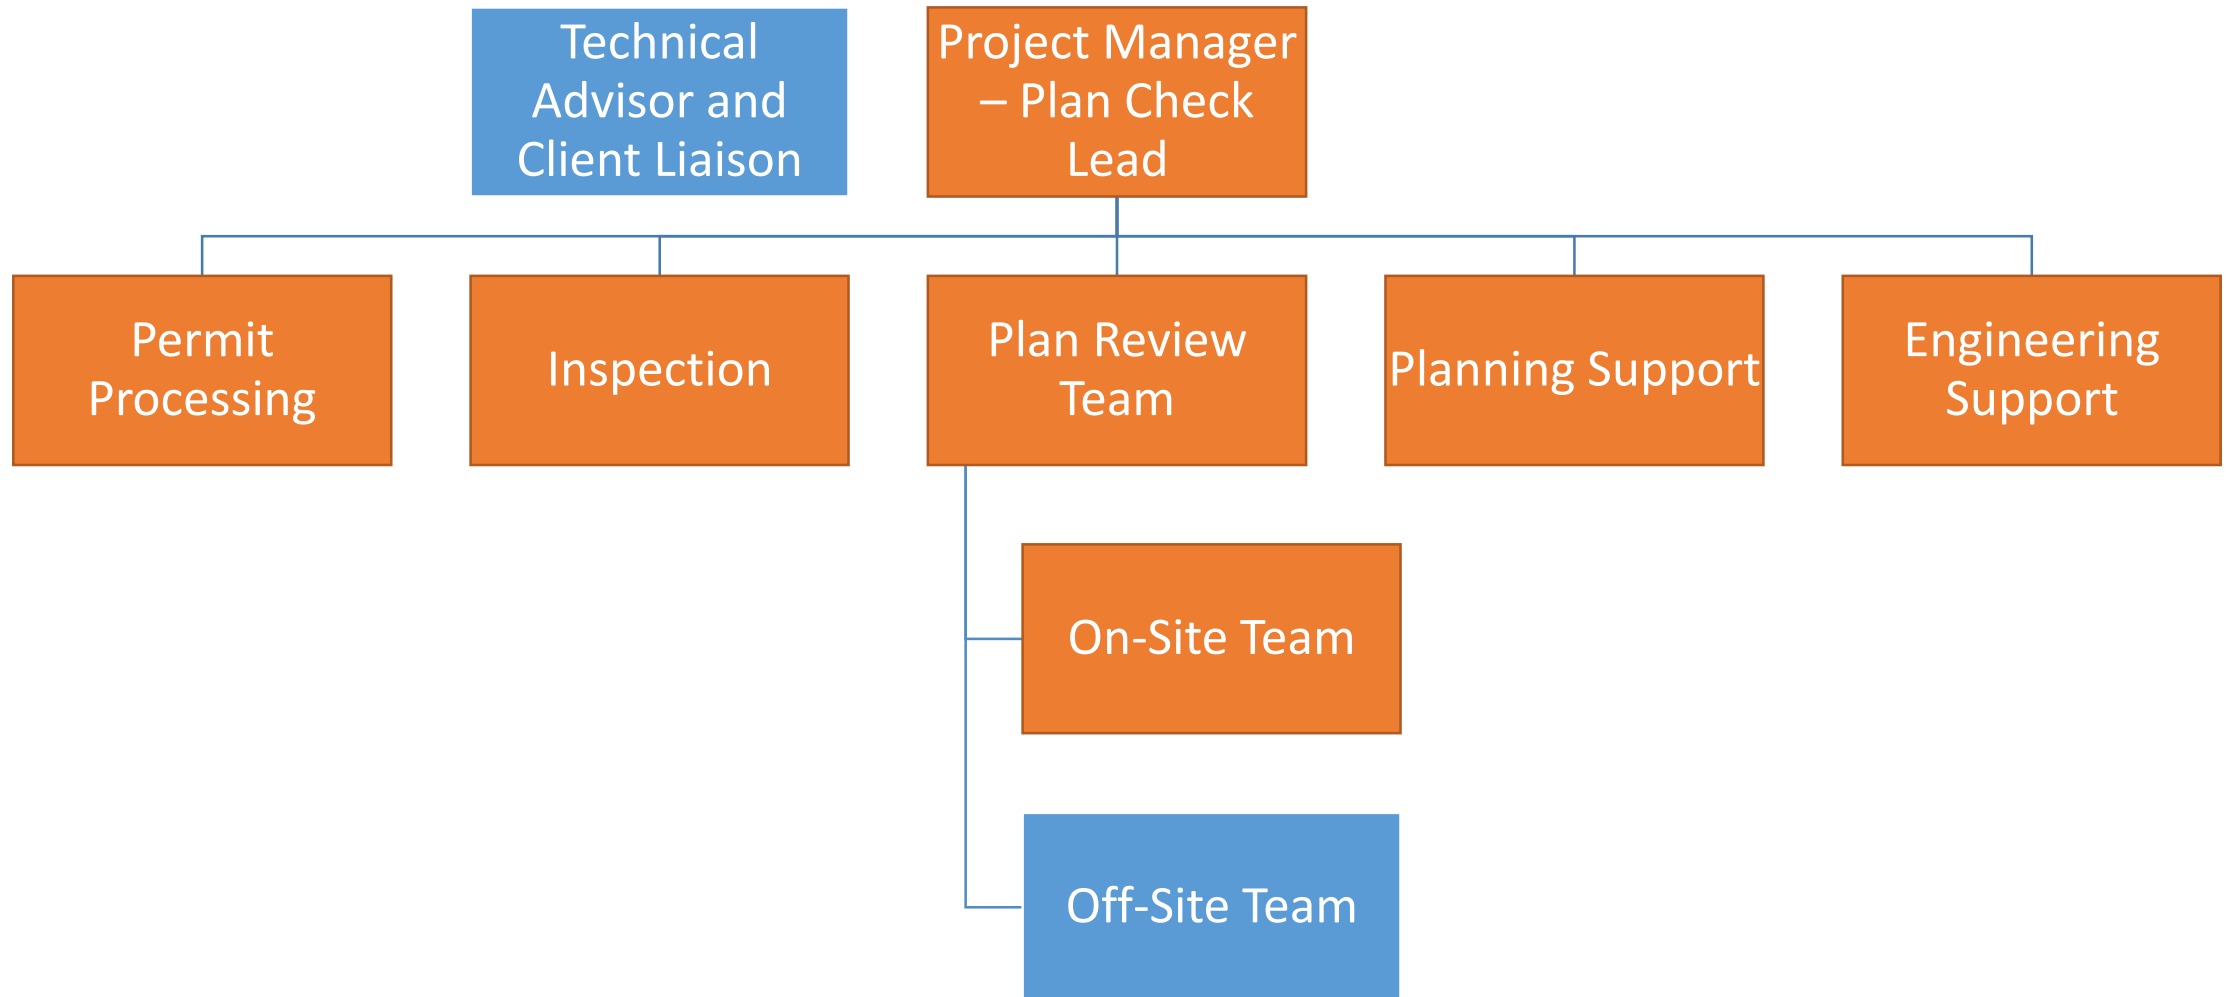 Technical
Advisor and
Client Liaison
Project Manager
– Plan Check
Lead
Permit
Processing
Inspection
Plan Review
Team
Planning Support
Engineering
Support
On-Site Team
Off-Site Team